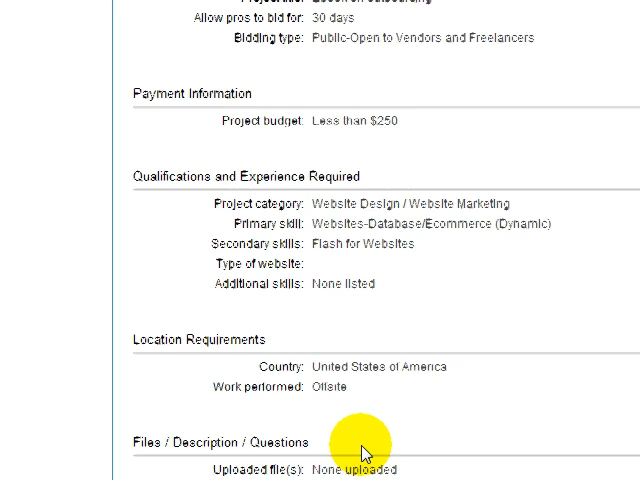 Allow pros to bid for: 30 days
Bidding type: Public-Open to Vendors and Freelancers
Payment Information
Project budget: Less than $250
Qualifications and Experience Required
Project category: Website Design / Website Marketing
Primary skill: Websites-Database/Ecommerce (Dynamic)
Secondary skills: Flash for Websites
Type of website:
Additional skills: None listed
Location Requirements
Country: United States of America
Work performed: Offsite
Files / Description / Questions
Uploaded file(s): None uploaded